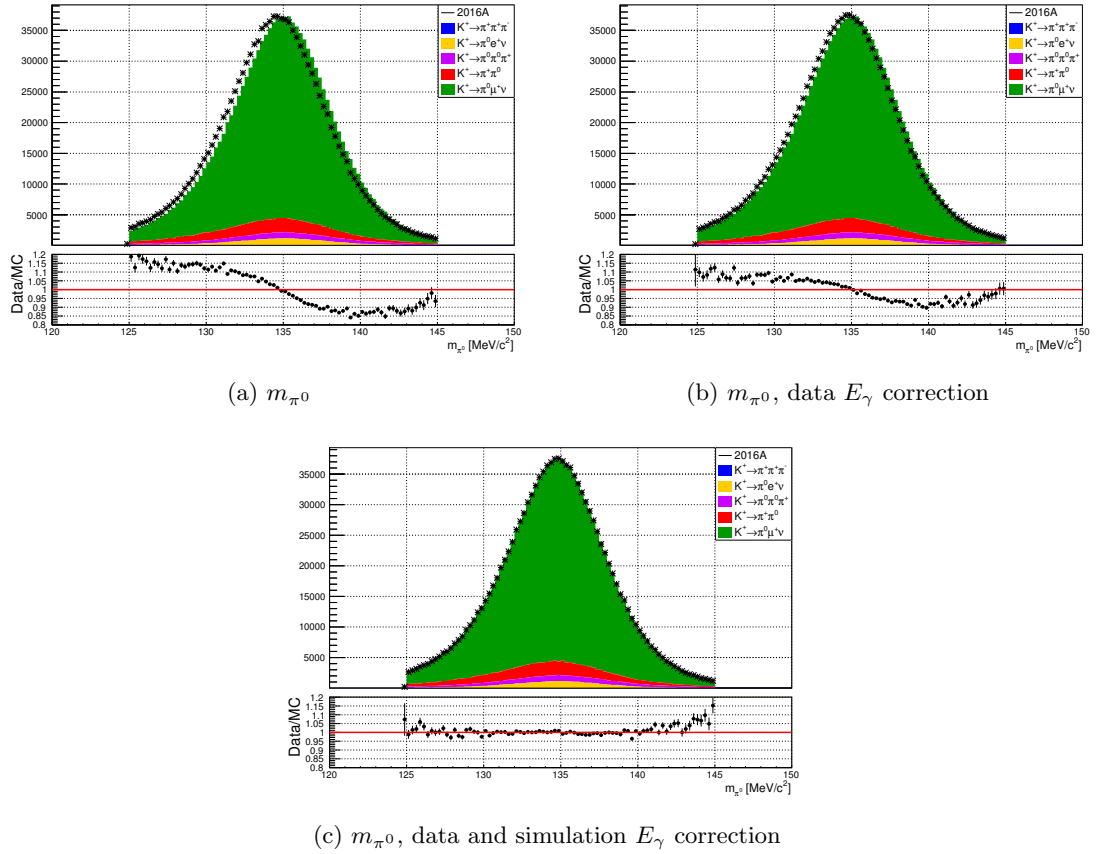 2016A
K⁺→π⁺π⁺π⁻
K⁺→π⁰e⁺ν
K⁺→π⁰π⁰π⁺
K⁺→π⁺π⁰
K⁺→π⁰μ⁺ν
35000
30000
25000
20000
15000
10000
5000
Data/MC
1.2
1.15
1.1
1.05
1
0.95
0.9
0.85
0.8
120 125 130 135 140 145 150
m_π⁰ [MeV/c²]
(a) m_π⁰
2016A
K⁺→π⁺π⁺π⁻
K⁺→π⁰e⁺ν
K⁺→π⁰π⁰π⁺
K⁺→π⁺π⁰
K⁺→π⁰μ⁺ν
35000
30000
25000
20000
15000
10000
5000
Data/MC
1.2
1.15
1.1
1.05
1
0.95
0.9
0.85
0.8
120 125 130 135 140 145 150
m_π⁰ [MeV/c²]
(b) m_π⁰, data E_γ correction
2016A
K⁺→π⁺π⁺π⁻
K⁺→π⁰e⁺ν
K⁺→π⁰π⁰π⁺
K⁺→π⁺π⁰
K⁺→π⁰μ⁺ν
35000
30000
25000
20000
15000
10000
5000
Data/MC
1.2
1.15
1.1
1.05
1
0.95
0.9
0.85
0.8
120 125 130 135 140 145 150
m_π⁰ [MeV/c²]
(c) m_π⁰, data and simulation E_γ correction